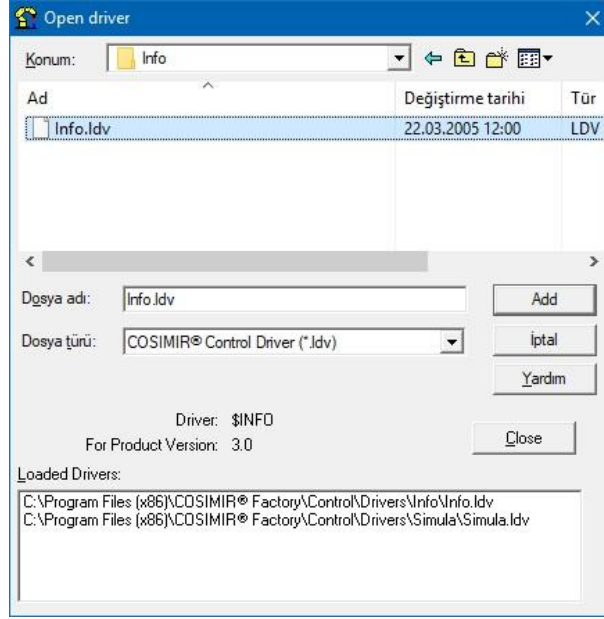 Open driver
Konum: Info
Ad Değiştirme tarihi Tür
Info.ldv 22.03.2005 12:00 LDV
Dosya adı: Info.ldv Add
Dosya türü: COSIMIR® Control Driver (*.ldv) İptal
Yardım
Driver: $INFO
For Product Version: 3.0 Close
Loaded Drivers:
C:\Program Files (x86)\COSIMIR® Factory\Control\Drivers\Info\Info.ldv
C:\Program Files (x86)\COSIMIR® Factory\Control\Drivers\Simula\Simula.ldv